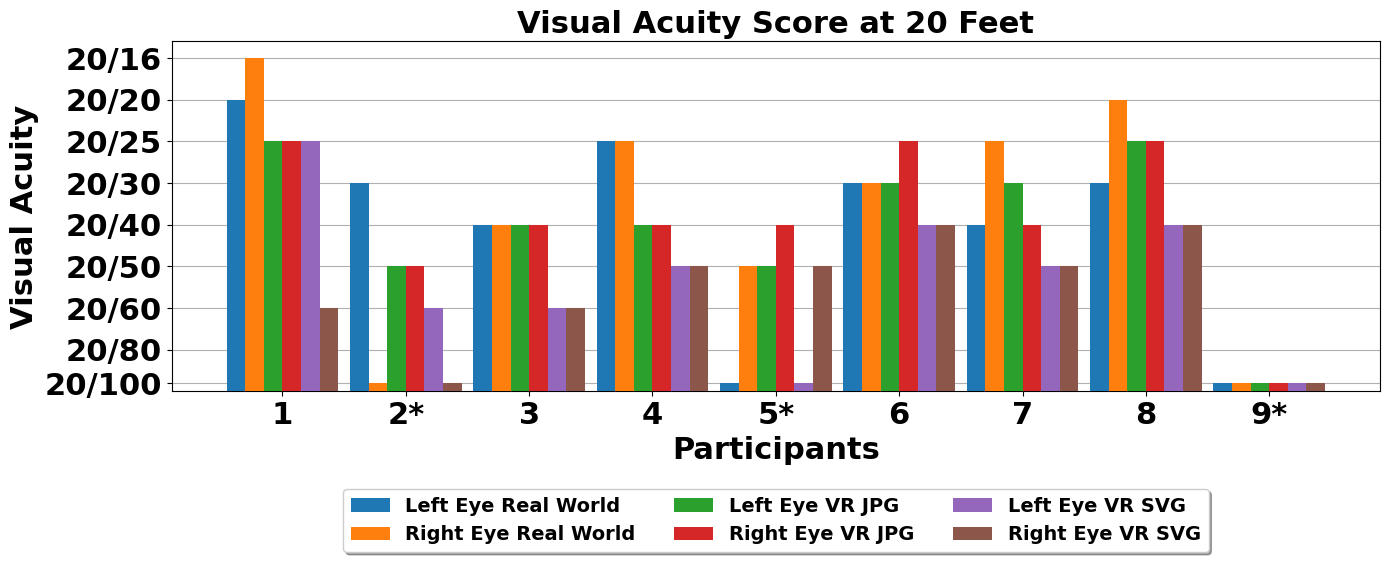 Visual Acuity Score at 20 Feet
Visual Acuity
20/16
20/20
20/25
20/30
20/40
20/50
20/60
20/80
20/100
1 2* 3 4 5* 6 7 8 9*
Participants
Left Eye Real World Left Eye VR JPG Left Eye VR SVG
Right Eye Real World Right Eye VR JPG Right Eye VR SVG